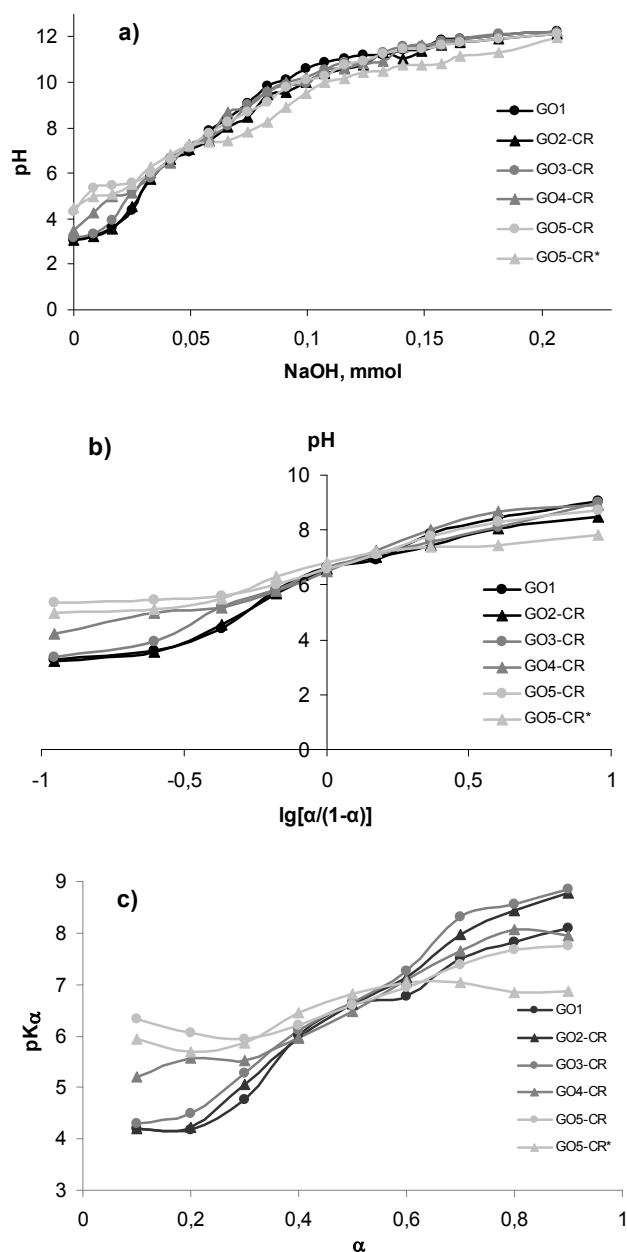 a)
12
10
8
6
4
2
0
pH
0
0,05
0,1
0,15
0,2
NaOH, mmol
GO1
GO2-CR
GO3-CR
GO4-CR
GO5-CR
GO5-CR*
b)
pH
10
8
6
4
2
0
-1
-0,5
0
0,5
1
lg[α/(1-α)]
GO1
GO2-CR
GO3-CR
GO4-CR
GO5-CR
GO5-CR*
c)
9
8
7
6
5
4
3
pKα
0
0,2
0,4
0,6
0,8
1
α
GO1
GO2-CR
GO3-CR
GO4-CR
GO5-CR
GO5-CR*